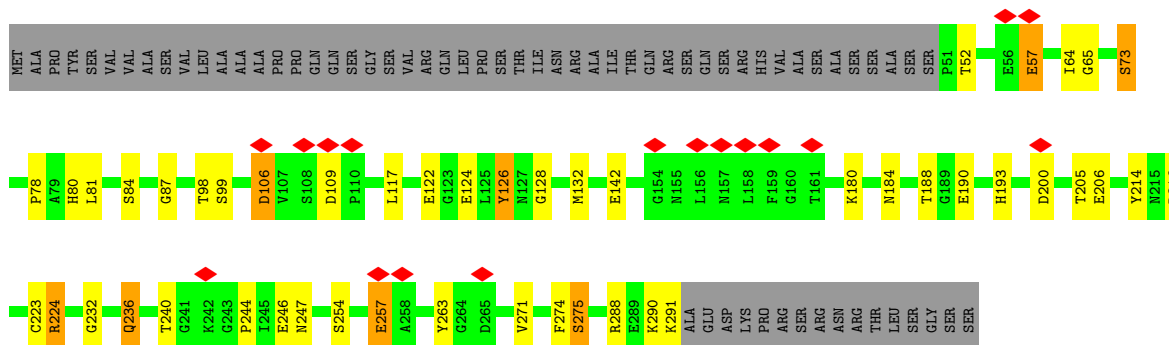 MET ALA PRO TYR SER VAL VAL ALA SER VAL LEU ALA ALA ALA PRO PRO GLN GLN SER GLY SER VAL ARG GLN LEU PRO SER THR ILE ASN ARG ALA ILE THR GLN ARG SER GLN SER ARG HIS VAL ALA SER ALA SER SER ALA SER SER P51 T52 E56 E57 I64 G65 S73
P78 A79 H80 L81 S84 G87 T98 S99 D106 V107 S108 D109 P110 L117 E122 G123 E124 L125 Y126 N127 G128 M132 E142 G154 N155 L156 N157 L158 F159 G160 T161 K180 N184 T188 G189 E190 H193 D200 T205 E206 Y214 N215
C223 R224 G232 Q236 T240 G241 K242 G243 P244 I245 E246 N247 S254 E257 A258 Y263 G264 D265 V271 F274 S275 R288 E289 K290 K291 ALA GLU ASP LYS PRO ARG SER ARG ASN ARG THR LEU SER GLY SER SER